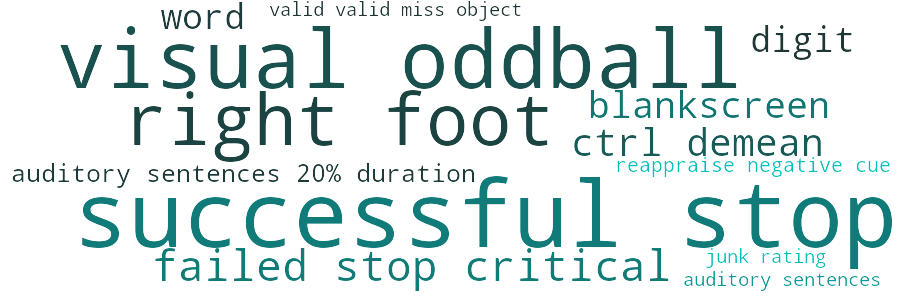 word
valid valid miss object
visual oddball
digit
right foot
blankscreen
ctrl demean
auditory sentences 20% duration
reappraise negative cue
successful stop
failed stop critical
junk rating
auditory sentences